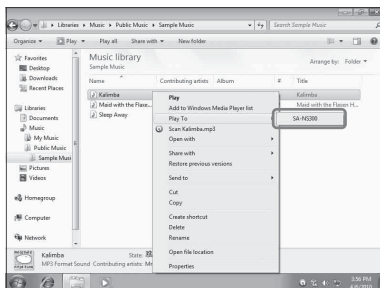 Libraries ▸ Music ▸ Public Music ▸ Sample Music
Search Sample Music
Organize Play Play all Share with New folder
Favorites
Desktop
Downloads
Recent Places
Libraries
Documents
Music
My Music
Public Music
Sample Musi
Pictures
Videos
Homegroup
Computer
Network
Music library
Sample Music
Arrange by: Folder
Name Contributing artists Album # Title
Kalimba Kalimba
Maid with the Flaxe... Maid with the Flaxen H...
Sleep Away
Play
Add to Windows Media Player list
Play To
SA-NS300
Scan Kalimba.mp3
Open with
Share with
Restore previous versions
Send to
Cut
Copy
Create shortcut
Delete
Rename
Open file location
Properties
Kalimba State:
MP3 Format Sound Contributing artists: Mr
3:56 PM